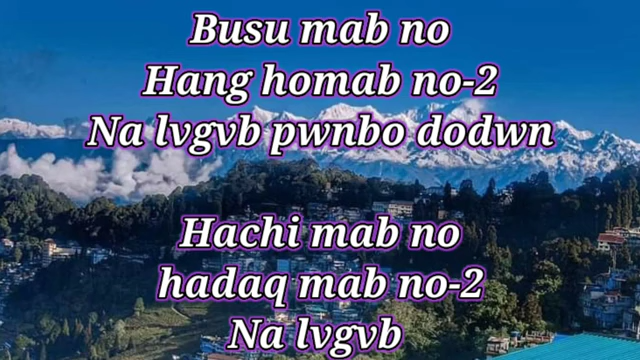 Busu mab no
Hang homab no-2
Na lvgvb pwnbo dodwn
Hachi mab no
hadaq mab no-2
Na lvgvb